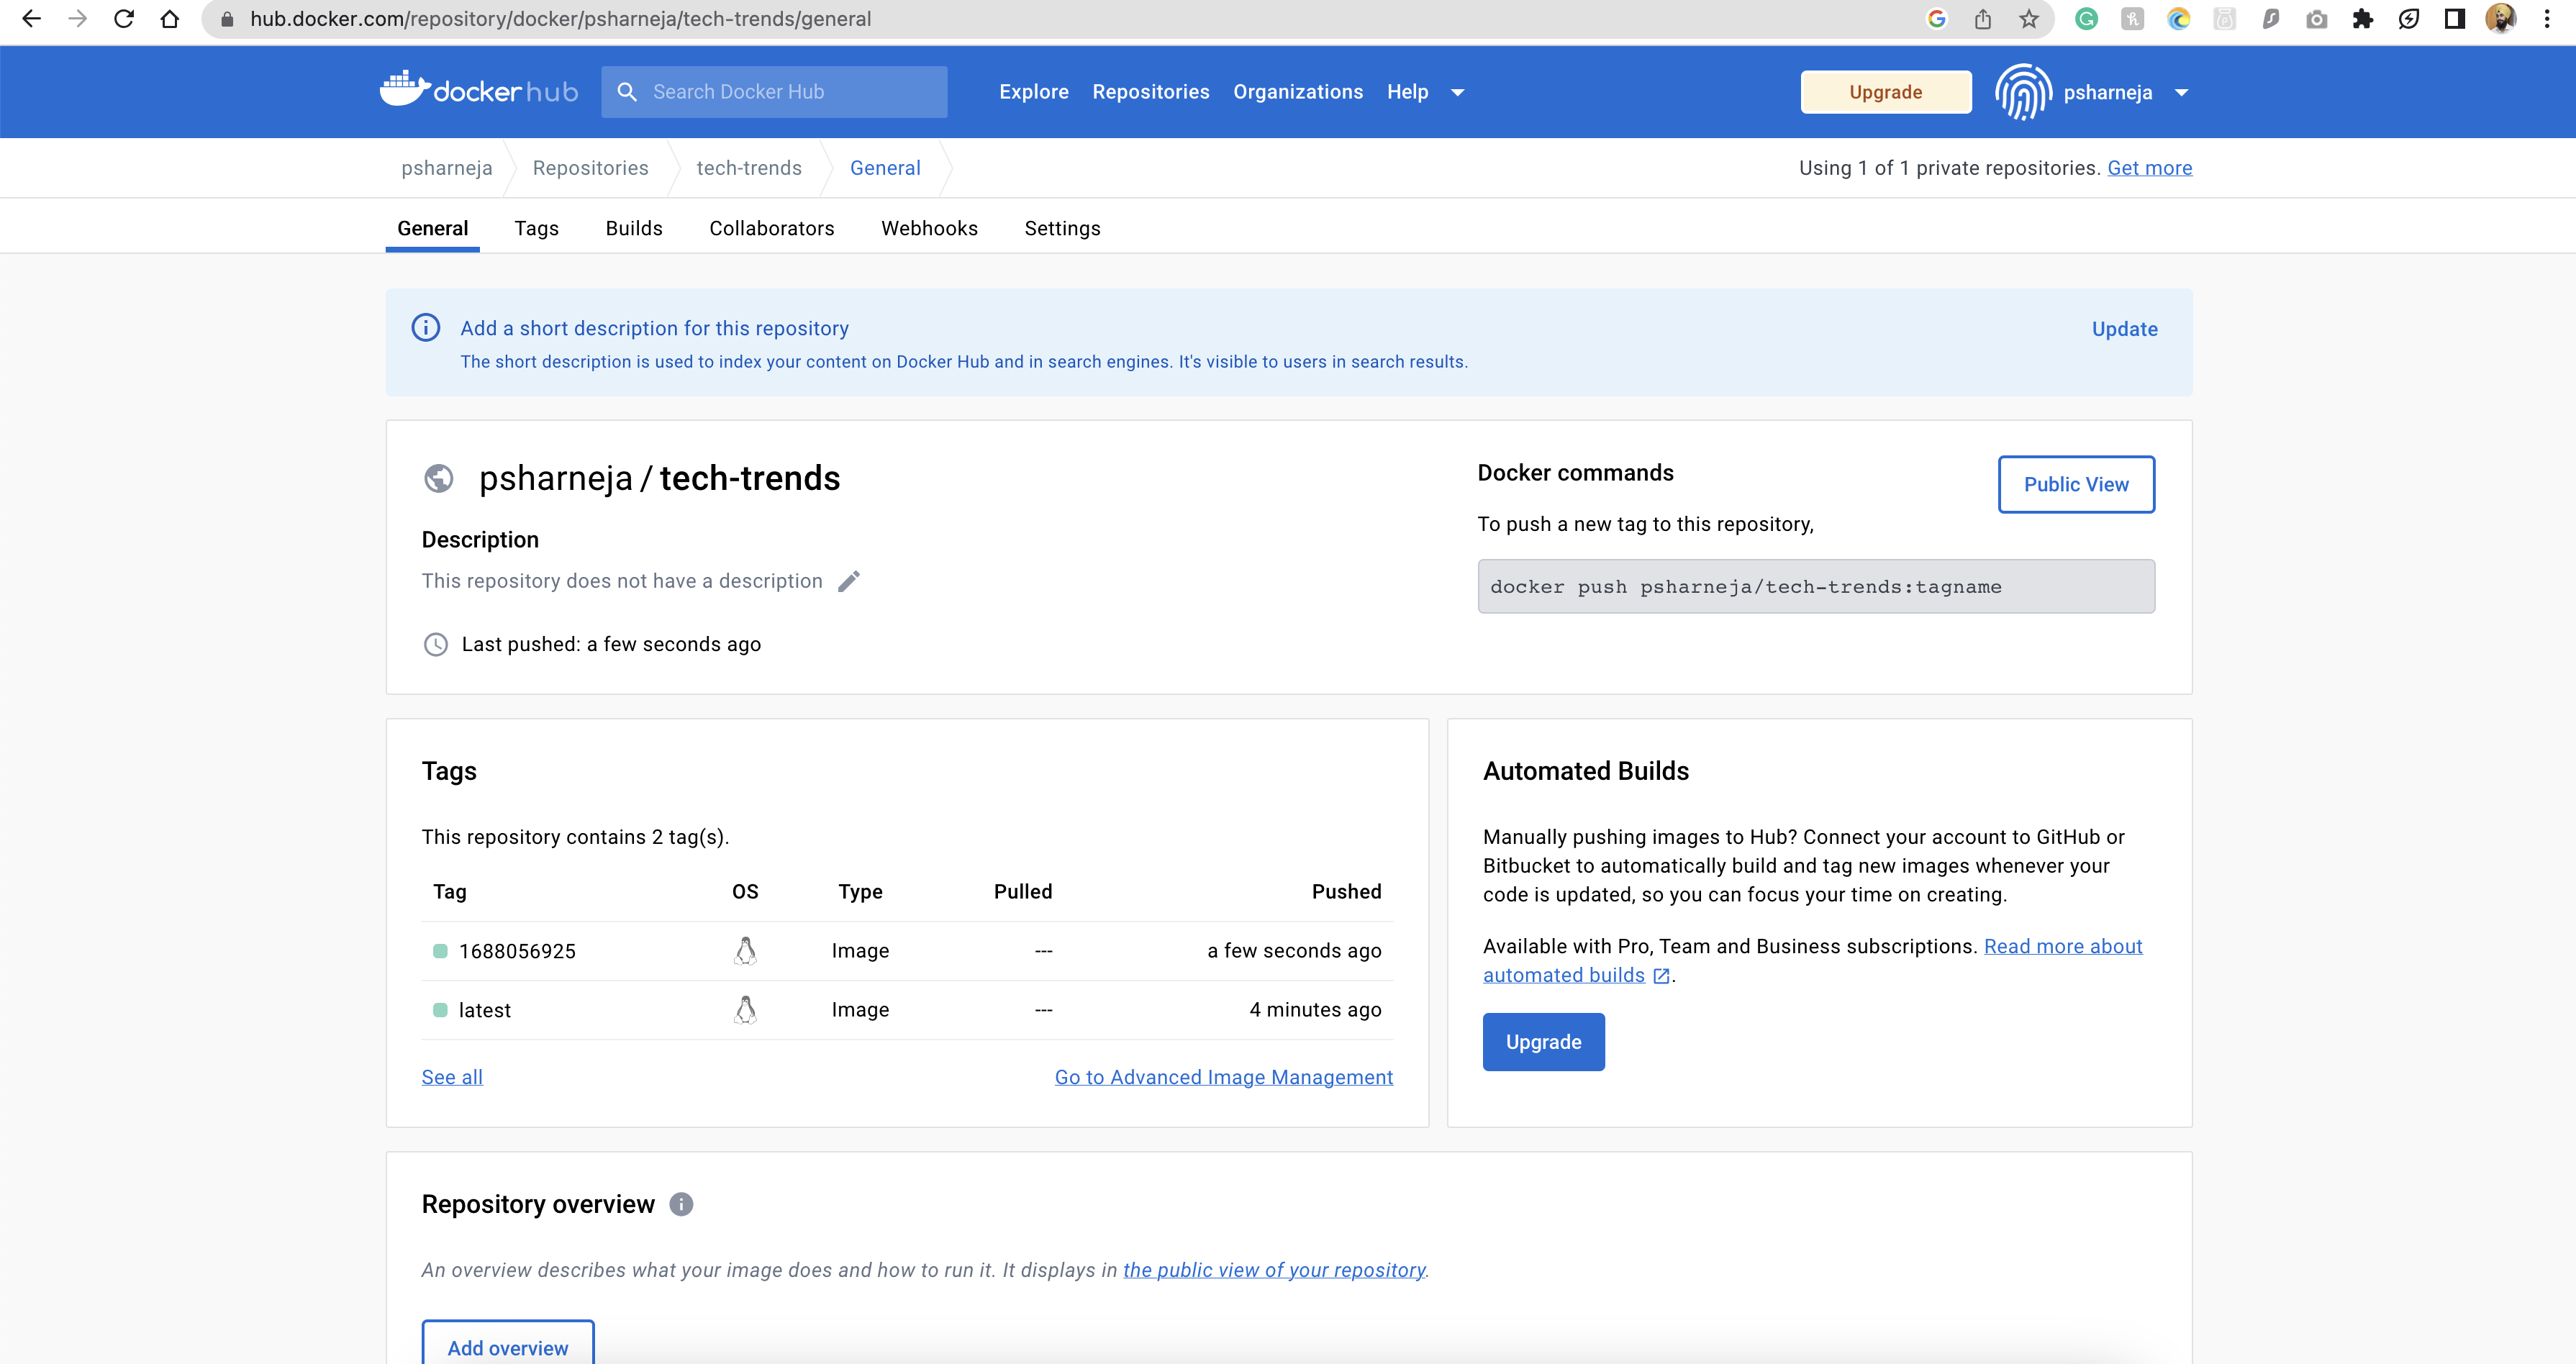 hub.docker.com/repository/docker/psharneja/tech-trends/general
docker hub
Search Docker Hub
Explore
Repositories
Organizations
Help
Upgrade
psharneja
psharneja
Repositories
tech-trends
General
Using 1 of 1 private repositories. Get more
General
Tags
Builds
Collaborators
Webhooks
Settings
Add a short description for this repository
Update
The short description is used to index your content on Docker Hub and in search engines. It's visible to users in search results.
psharneja / tech-trends
Description
This repository does not have a description
Last pushed: a few seconds ago
Docker commands
Public View
To push a new tag to this repository,
docker push psharneja/tech-trends:tagname
Tags
This repository contains 2 tag(s).
Tag OS Type Pulled Pushed
1688056925 Image --- a few seconds ago
latest Image --- 4 minutes ago
See all
Go to Advanced Image Management
Automated Builds
Manually pushing images to Hub? Connect your account to GitHub or
Bitbucket to automatically build and tag new images whenever your
code is updated, so you can focus your time on creating.
Available with Pro, Team and Business subscriptions. Read more about
automated builds .
Upgrade
Repository overview
An overview describes what your image does and how to run it. It displays in the public view of your repository.
Add overview